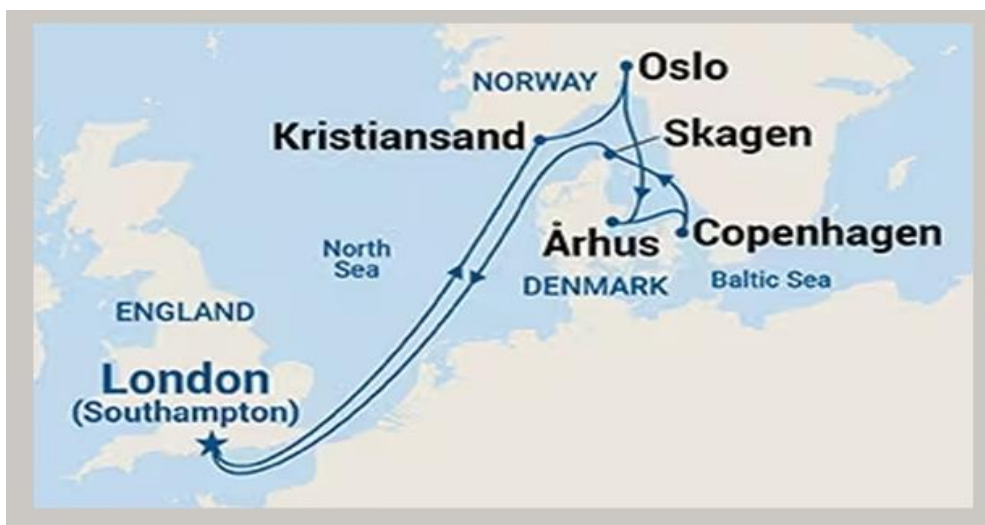 Oslo
NORWAY
Kristiansand
Skagen
Århus
Copenhagen
North
Sea
DENMARK
Baltic Sea
ENGLAND
London
(Southampton)